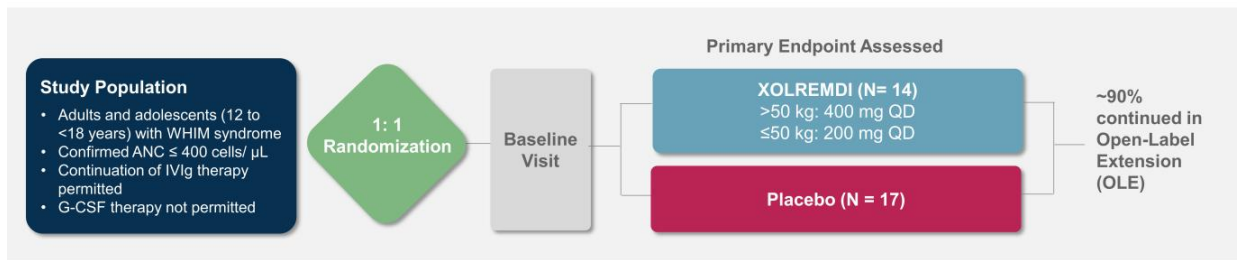 Primary Endpoint Assessed
Study Population
• Adults and adolescents (12 to
<18 years) with WHIM syndrome
• Confirmed ANC ≤ 400 cells/ µL
• Continuation of IVIg therapy
permitted
• G-CSF therapy not permitted
1: 1
Randomization
Baseline
Visit
XOLREMDI (N= 14)
>50 kg: 400 mg QD
≤50 kg: 200 mg QD
Placebo (N = 17)
~90%
continued in
Open-Label
Extension
(OLE)